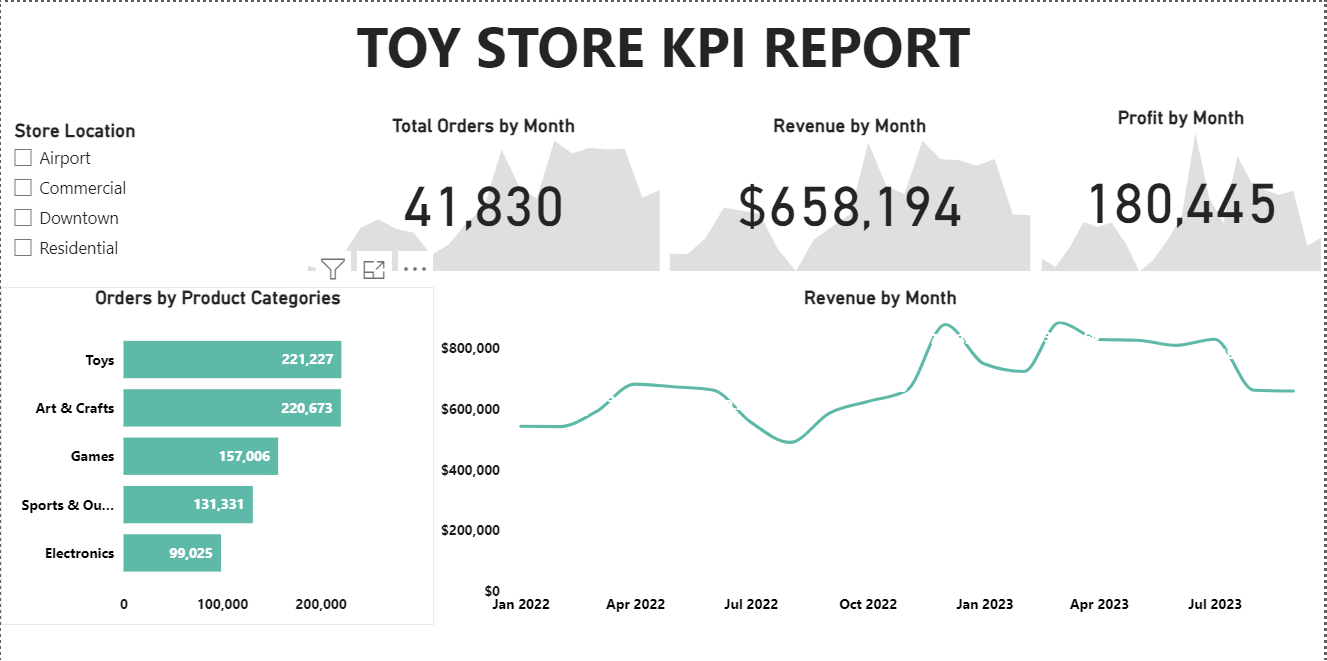 TOY STORE KPI REPORT
Store Location
Airport
Commercial
Downtown
Residential
Total Orders by Month
41,830
Revenue by Month
$658,194
Profit by Month
180,445
Orders by Product Categories
Toys
221,227
Art & Crafts
220,673
Games
157,006
Sports & Ou...
131,331
Electronics
99,025
0
100,000
200,000
Revenue by Month
$800,000
$600,000
$400,000
$200,000
$0
Jan 2022
Apr 2022
Jul 2022
Oct 2022
Jan 2023
Apr 2023
Jul 2023